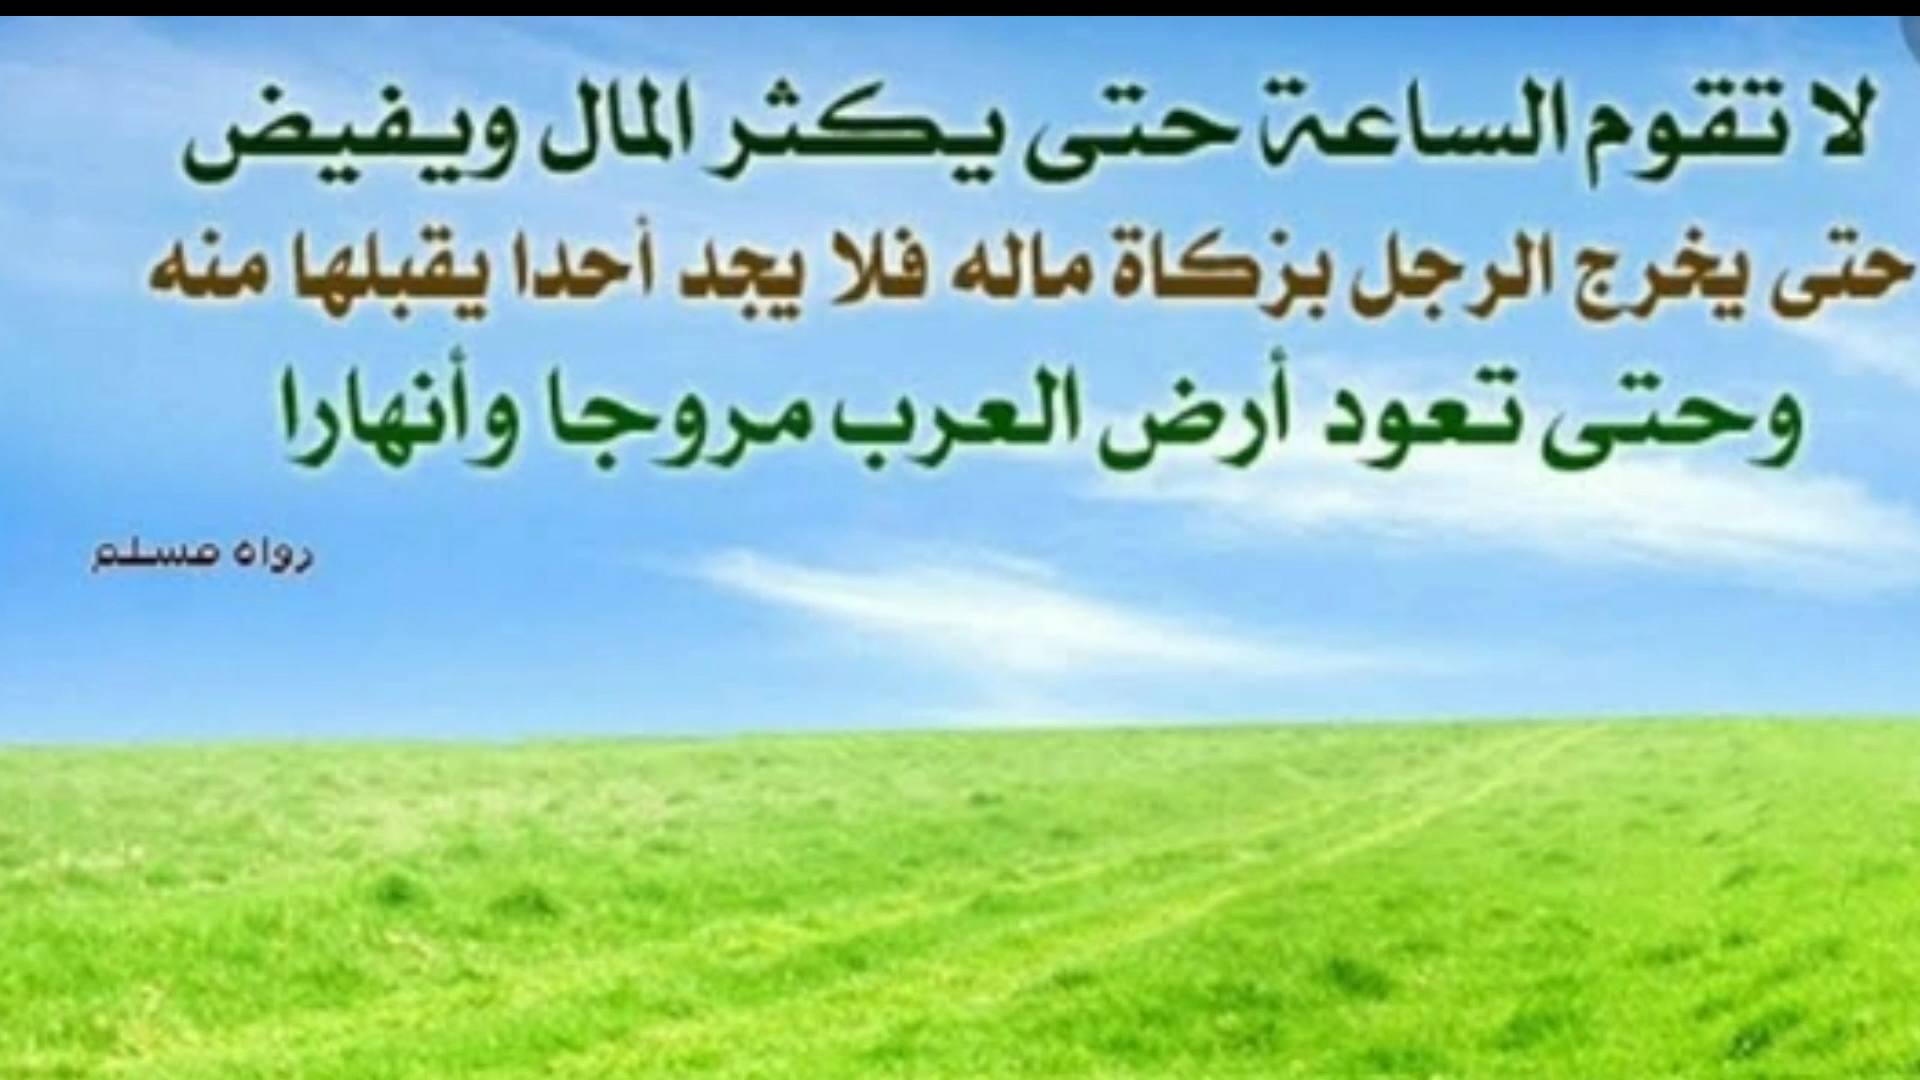 لا تقوم الساعة حتى يكثر المال ويفيض
حتى يخرج الرجل بزكاة ماله فلا يجد أحدا يقبلها منه
وحتى تعود أرض العرب مروجا وأنهارا
رواه مسلم